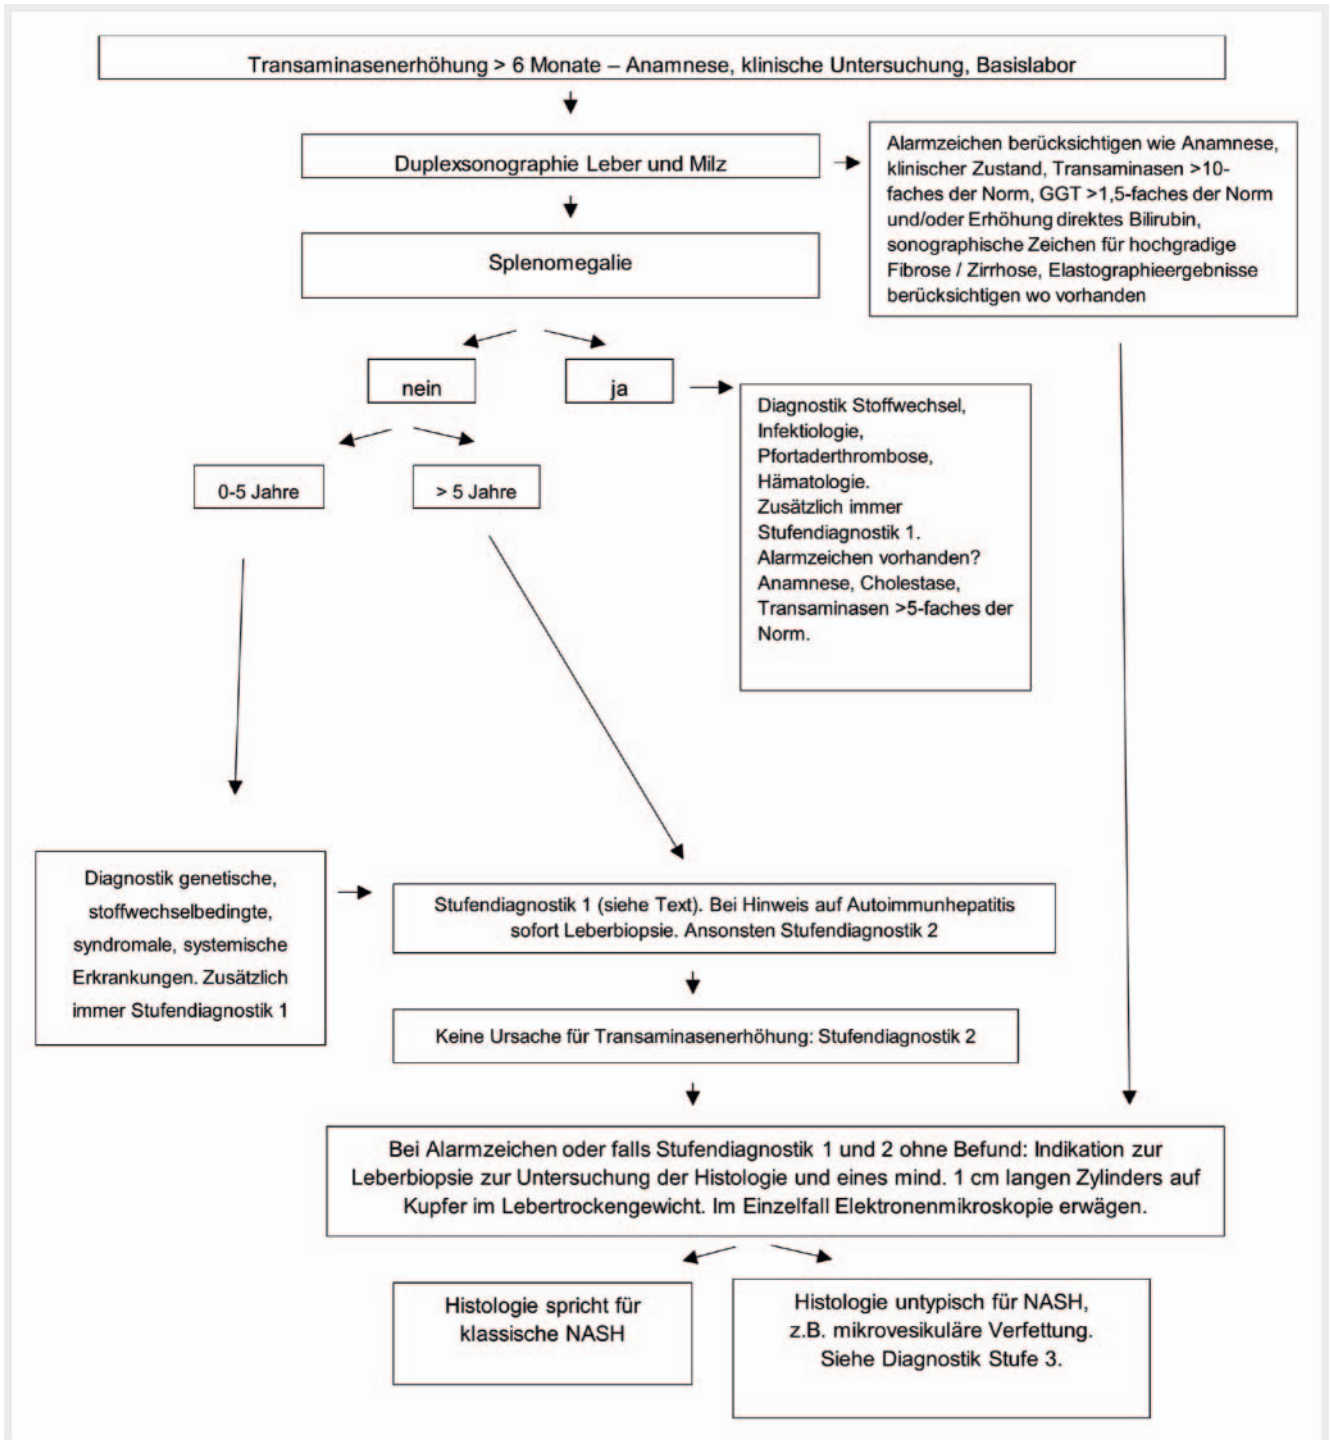 Transaminasenerhöhung > 6 Monate – Anamnese, klinische Untersuchung, Basislabor
Duplexsonographie Leber und Milz
Alarmzeichen berücksichtigen wie Anamnese,
klinischer Zustand, Transaminasen >10-
faches der Norm, GGT >1,5-faches der Norm
und/oder Erhöhung direktes Bilirubin,
sonographische Zeichen für hochgradige
Fibrose / Zirrhose, Elastographieergebnisse
berücksichtigen wo vorhanden
Splenomegalie
nein
ja
Diagnostik Stoffwechsel,
Infektiologie,
Pfortaderthrombose,
Hämatologie.
Zusätzlich immer
Stufendiagnostik 1.
Alarmzeichen vorhanden?
Anamnese, Cholestase,
Transaminasen >5-faches der
Norm.
0-5 Jahre
> 5 Jahre
Diagnostik genetische,
stoffwechselbedingte,
syndromale, systemische
Erkrankungen. Zusätzlich
immer Stufendiagnostik 1
Stufendiagnostik 1 (siehe Text). Bei Hinweis auf Autoimmunhepatitis
sofort Leberbiopsie. Ansonsten Stufendiagnostik 2
Keine Ursache für Transaminasenerhöhung: Stufendiagnostik 2
Bei Alarmzeichen oder falls Stufendiagnostik 1 und 2 ohne Befund: Indikation zur
Leberbiopsie zur Untersuchung der Histologie und eines mind. 1 cm langen Zylinders auf
Kupfer im Lebertrockengewicht. Im Einzelfall Elektronenmikroskopie erwägen.
Histologie spricht für
klassische NASH
Histologie untypisch für NASH,
z.B. mikrovesikuläre Verfettung.
Siehe Diagnostik Stufe 3.